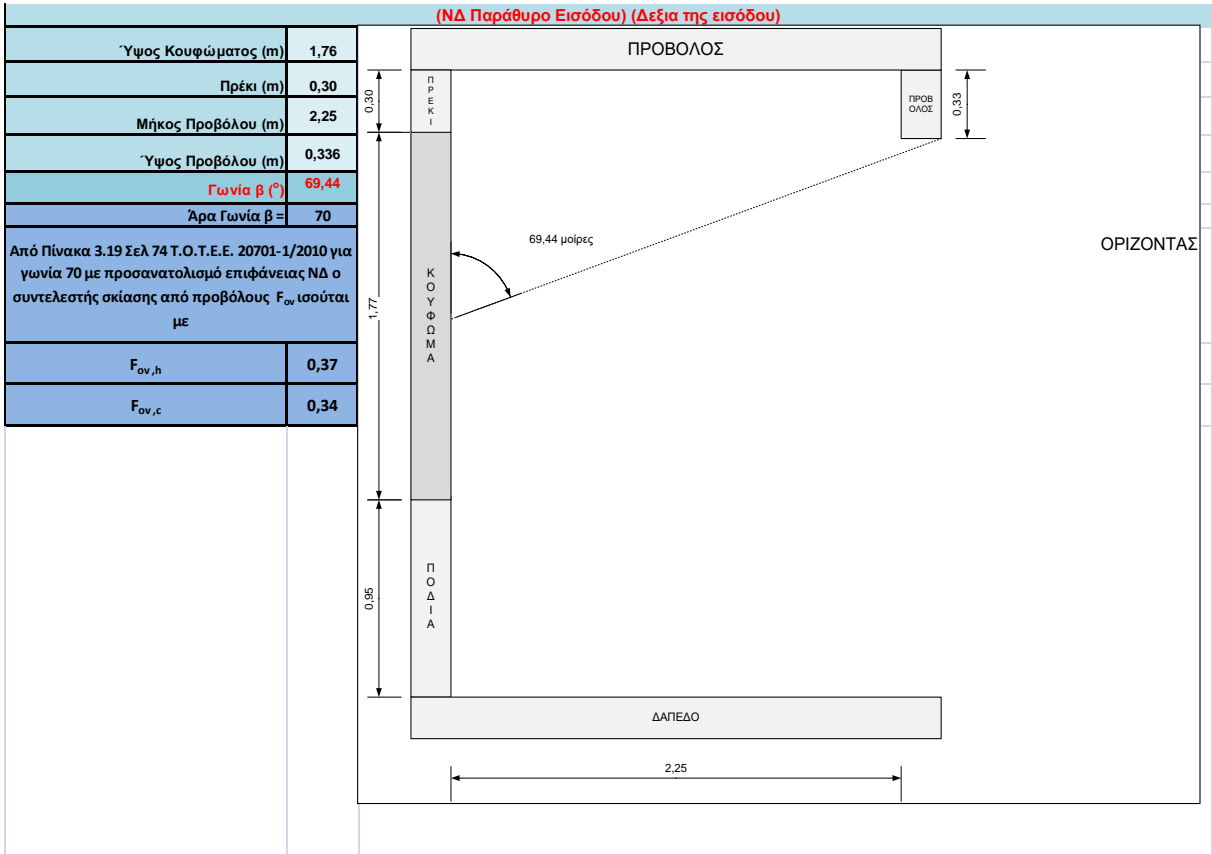 (ΝΔ Παράθυρο Εισόδου) (Δεξια της εισόδου)
Ύψος Κουφώματος (m) 1,76
Πρέκι (m) 0,30
Μήκος Προβόλου (m) 2,25
Ύψος Προβόλου (m) 0,336
Γωνία β (°) 69,44
Άρα Γωνία β = 70
Από Πίνακα 3.19 Σελ 74 Τ.Ο.Τ.Ε.Ε. 20701-1/2010 για
γωνία 70 με προσανατολισμό επιφάνειας ΝΔ ο
συντελεστής σκίασης από προβόλους Fov ισούται
με
Fov,h 0,37
Fov,c 0,34
ΠΡΟΒΟΛΟΣ
ΠΡΕΚΙ
0,30
ΠΡΟΒ
ΟΛΟΣ
0,33
69,44 μοίρες
ΟΡΙΖΟΝΤΑΣ
ΚΟΥΦΩΜΑ
1,77
ΠΟΔΙΑ
0,95
ΔΑΠΕΔΟ
2,25